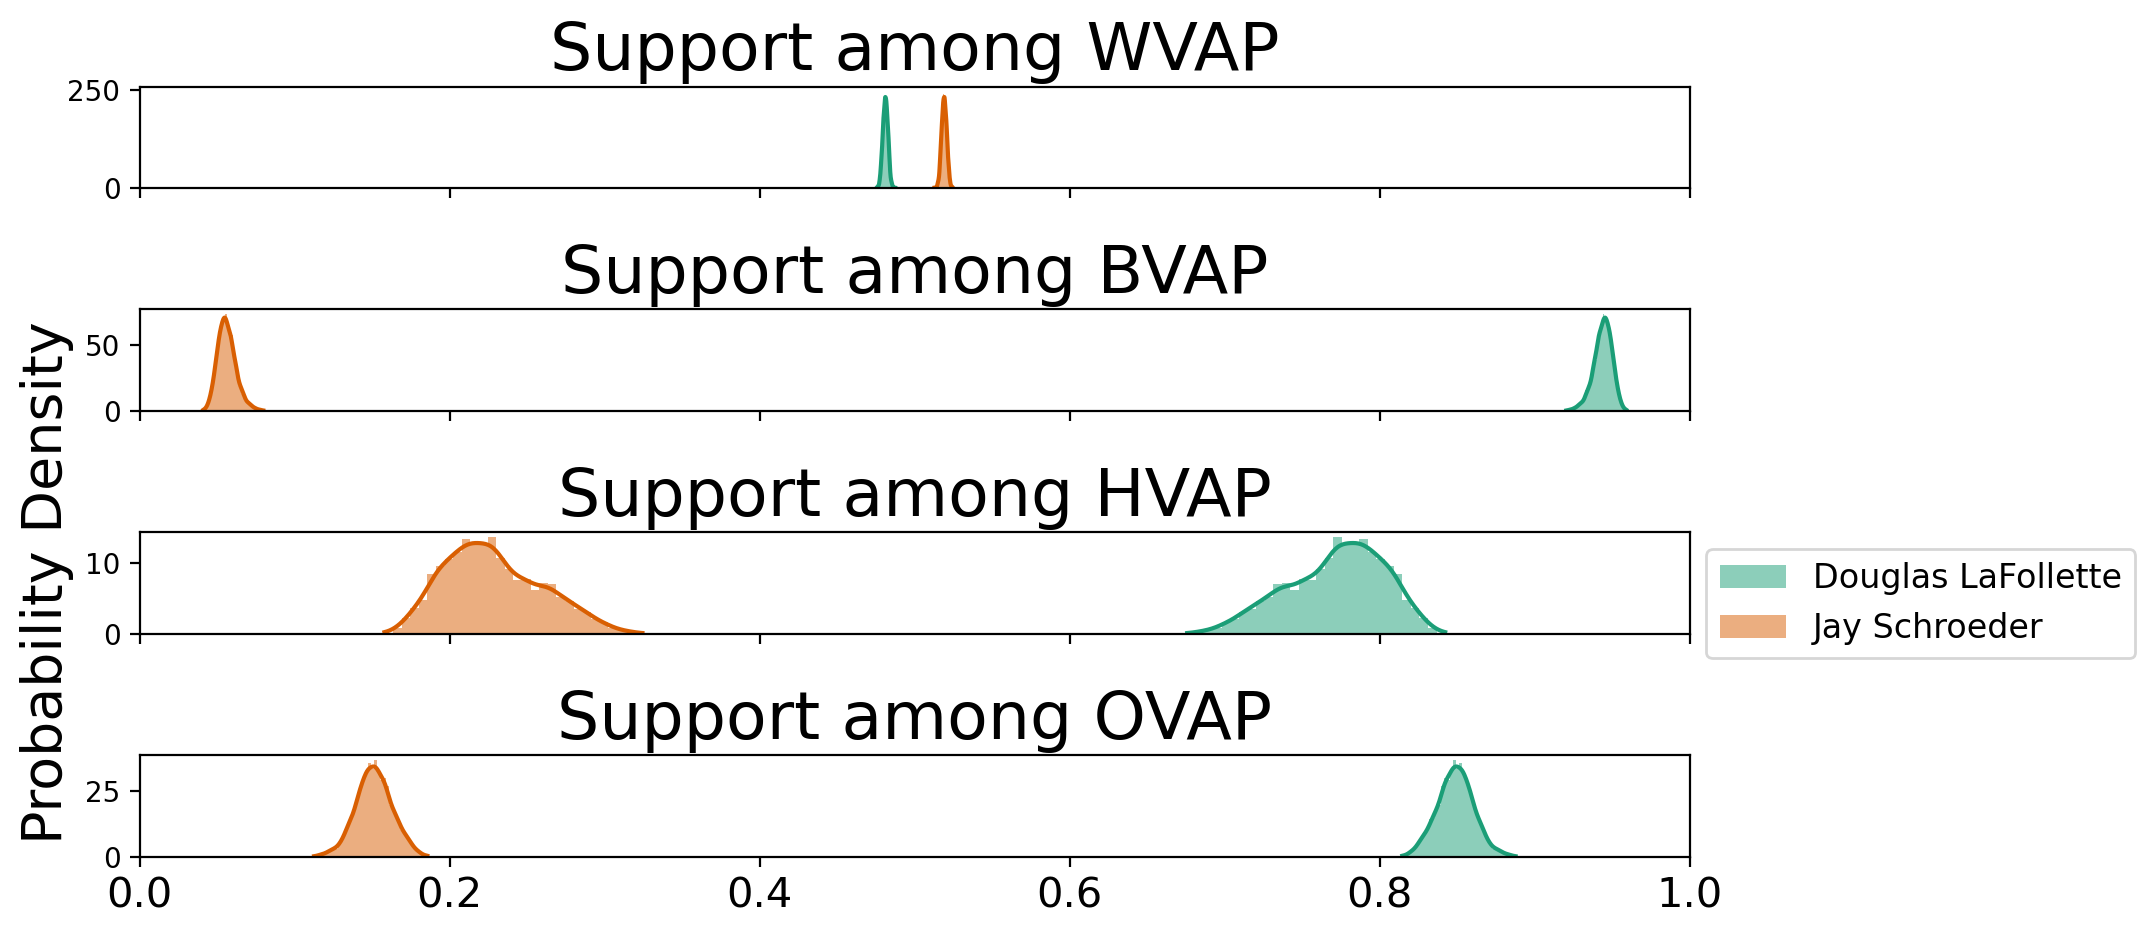 Support among WVAP
250
0
Support among BVAP
50
0
Support among HVAP
10
0
Support among OVAP
25
0
0.0 0.2 0.4 0.6 0.8 1.0
Probability Density
Douglas LaFollette
Jay Schroeder